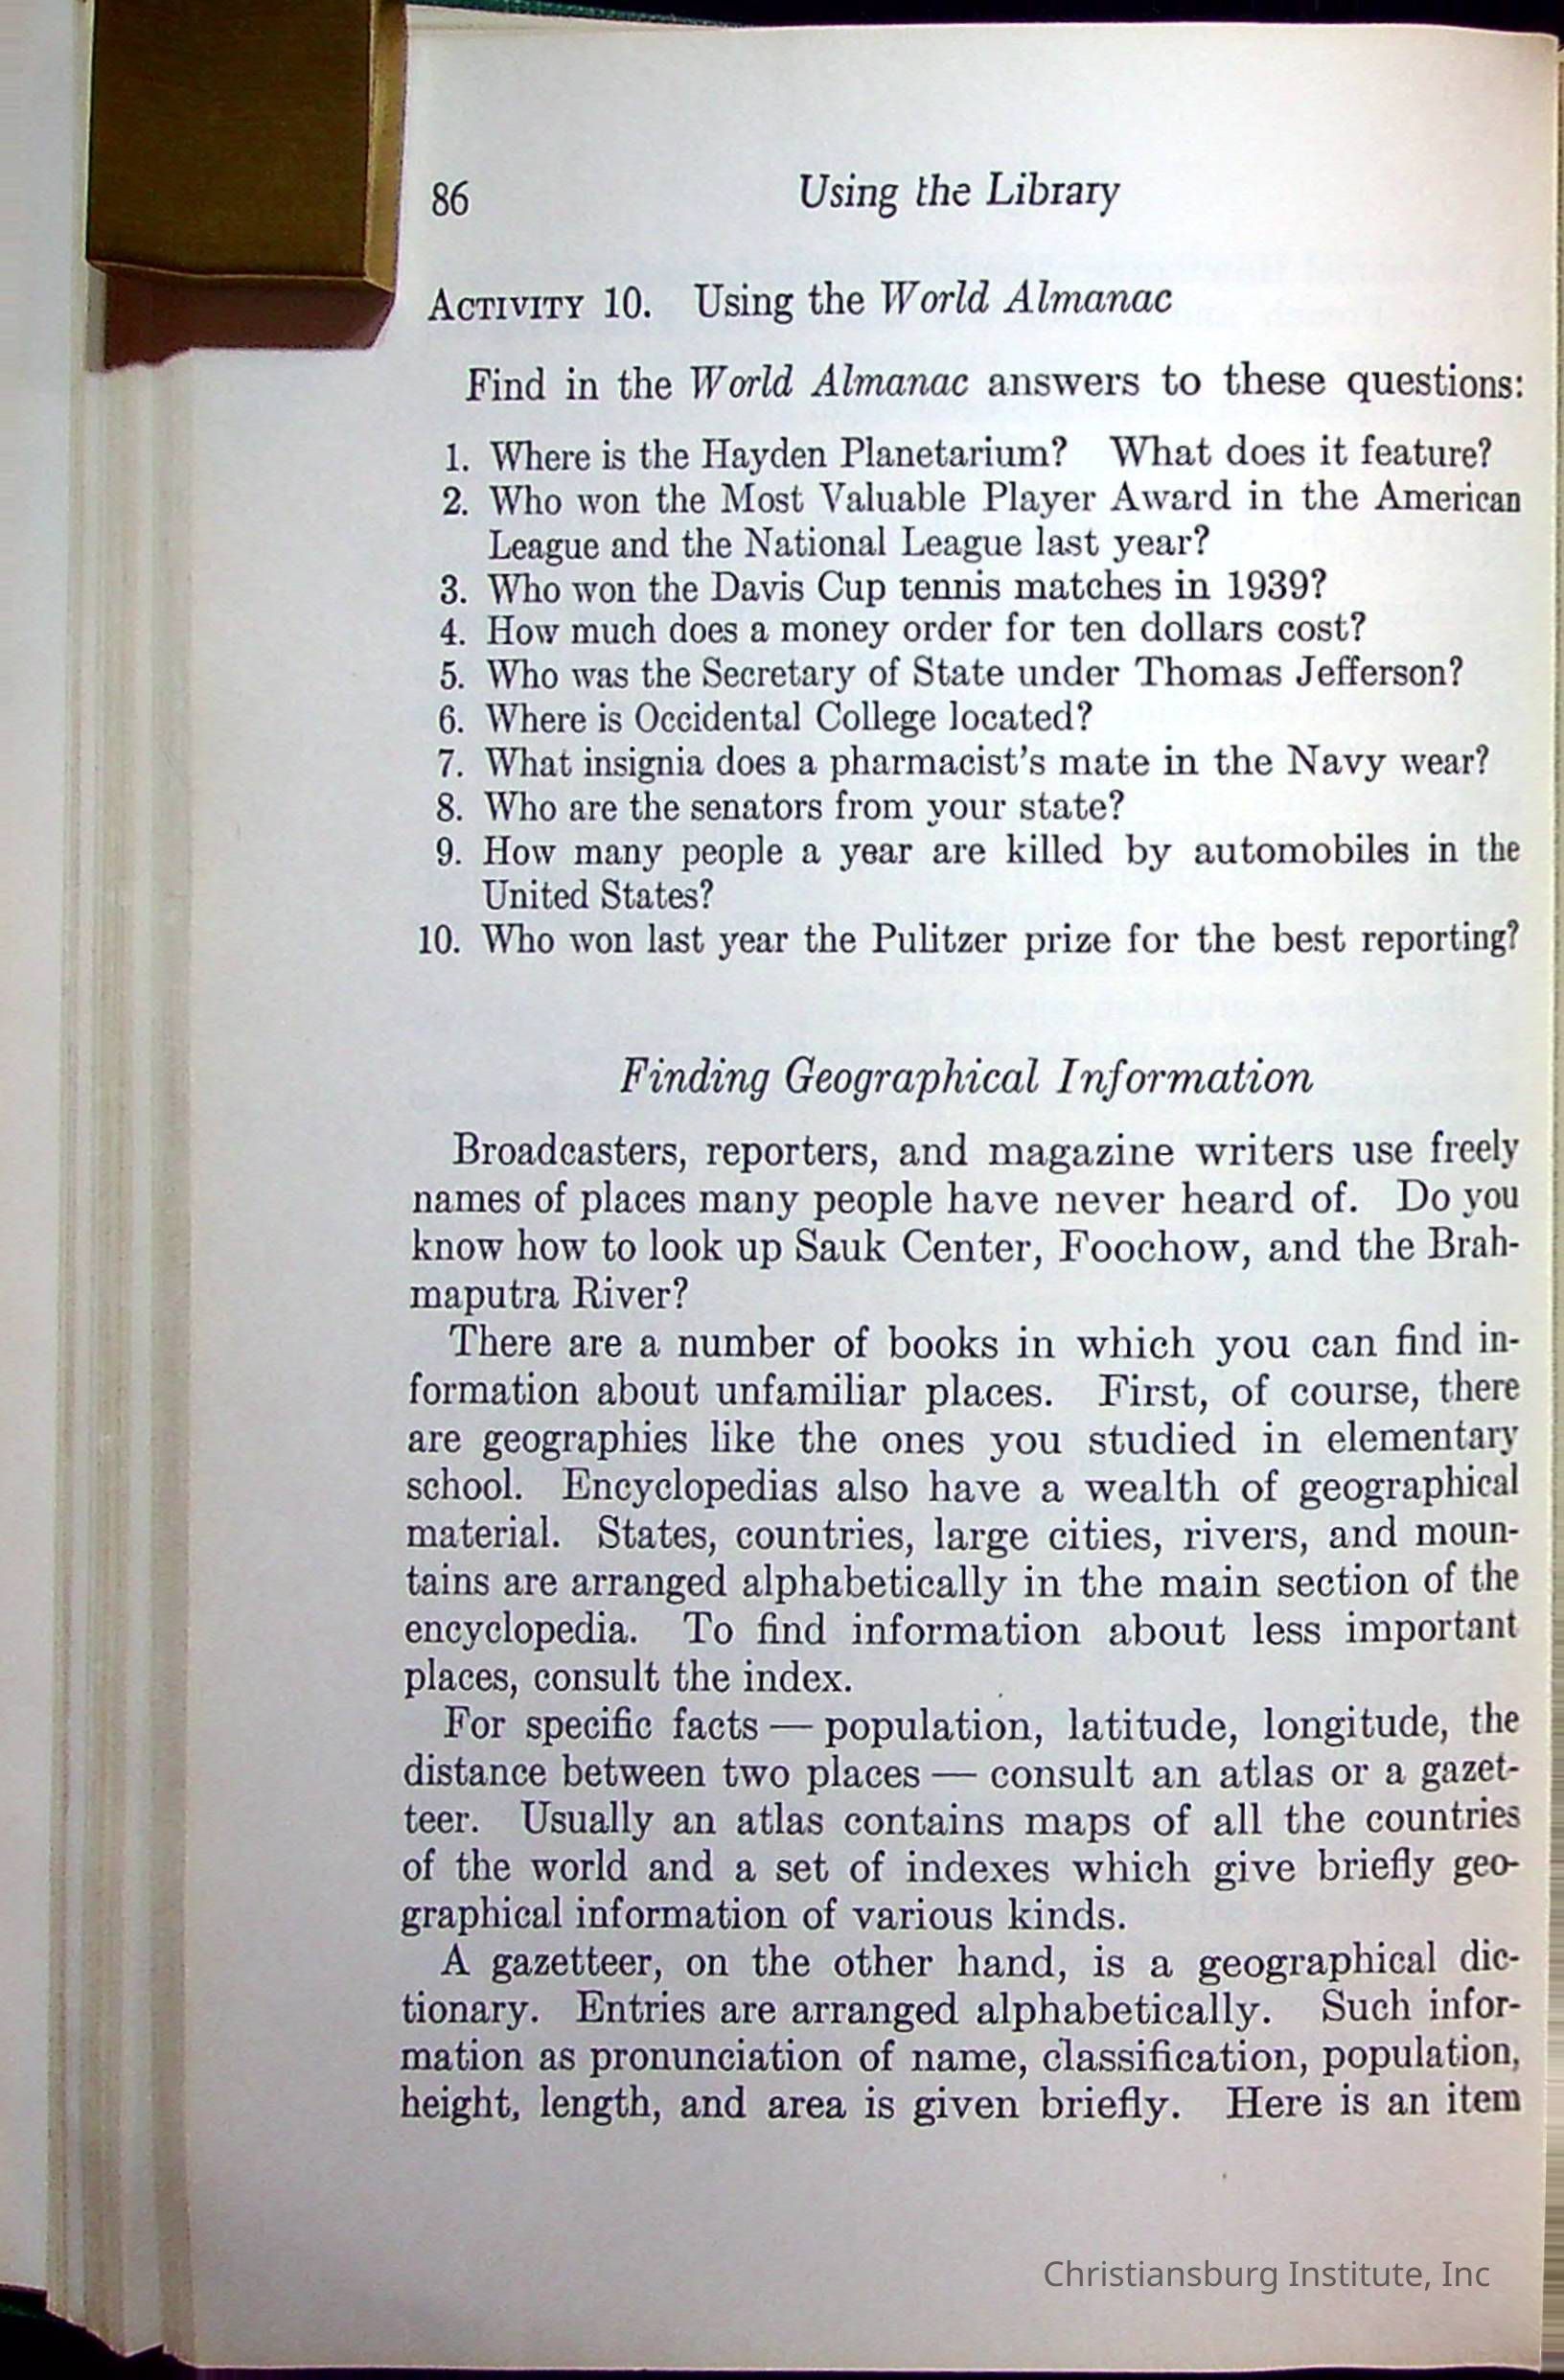 86
Using the Library
ACTIVITY 10. Using the World Almanac
Find in the World Almanac answers to these questions:
1. Where is the Hayden Planetarium? What does it feature?
2. Who won the Most Valuable Player Award in the American
League and the National League last year?
3. Who won the Davis Cup tennis matches in 1939?
4. How much does a money order for ten dollars cost?
5. Who was the Secretary of State under Thomas Jefferson?
6. Where is Occidental College located?
7. What insignia does a pharmacist's mate in the Navy wear?
8. Who are the senators from your state?
9. How many people a year are killed by automobiles in the
United States?
10. Who won last year the Pulitzer prize for the best reporting?
Finding Geographical Information
Broadcasters, reporters, and magazine writers use freely
names of places many people have never heard of. Do you
know how to look up Sauk Center, Foochow, and the Brah-
maputra River?
There are a number of books in which you can find in-
formation about unfamiliar places. First, of course, there
are geographies like the ones you studied in elementary
school. Encyclopedias also have a wealth of geographical
material. States, countries, large cities, rivers, and moun-
tains are arranged alphabetically in the main section of the
encyclopedia. To find information about less important
places, consult the index.
For specific facts — population, latitude, longitude, the
distance between two places — consult an atlas or a gazet-
teer. Usually an atlas contains maps of all the countries
of the world and a set of indexes which give briefly geo-
graphical information of various kinds.
A gazetteer, on the other hand, is a geographical dic-
tionary. Entries are arranged alphabetically. Such infor-
mation as pronunciation of name, classification, population,
height, length, and area is given briefly. Here is an item
Christiansburg Institute, Inc